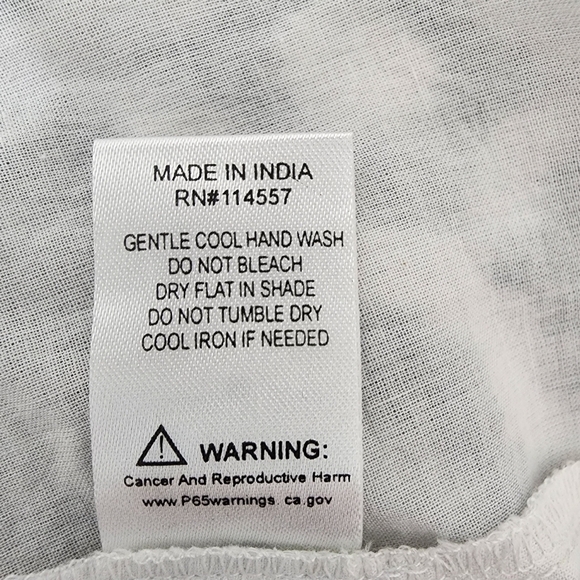 MADE IN INDIA
RN#114557
GENTLE COOL HAND WASH
DO NOT BLEACH
DRY FLAT IN SHADE
DO NOT TUMBLE DRY
COOL IRON IF NEEDED
WARNING:
Cancer And Reproductive Harm
www.P65warnings.ca.gov